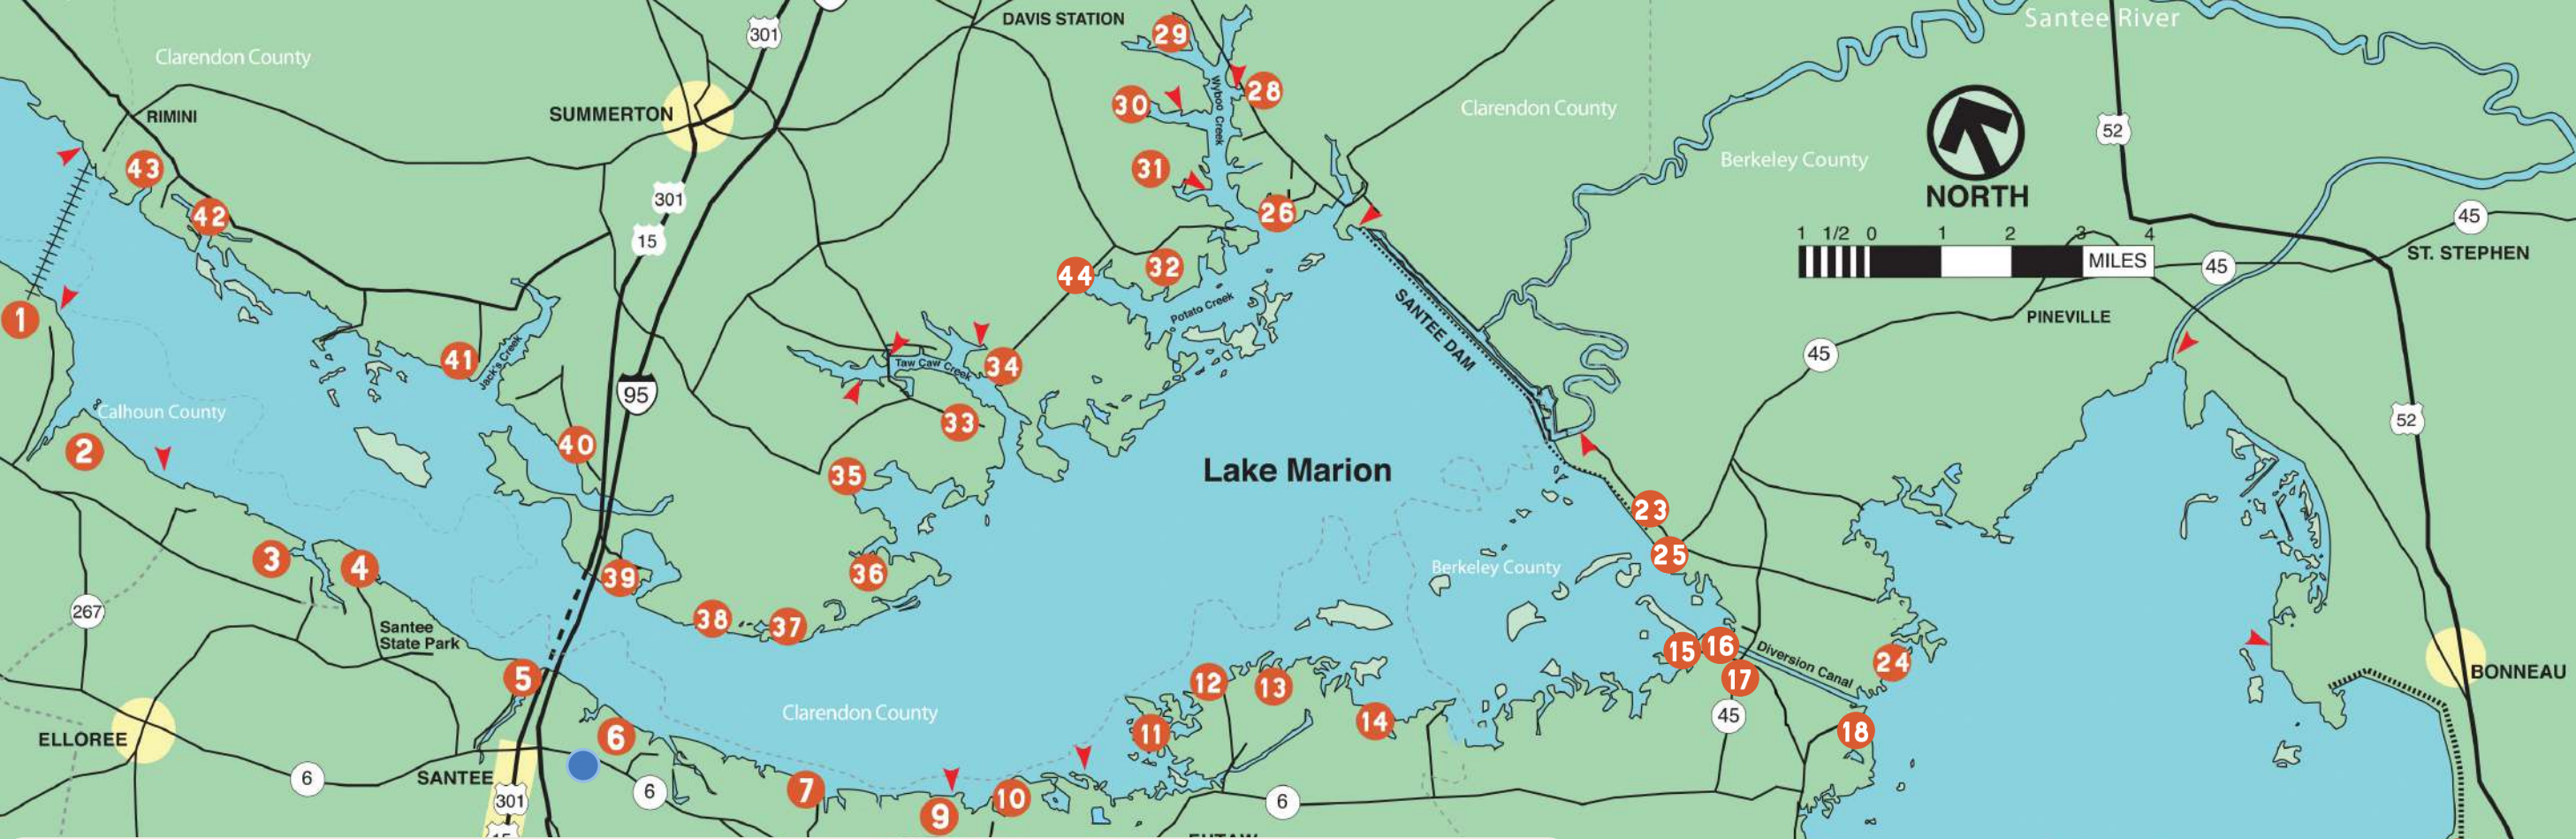 DAVIS STATION
Santee River
301
29
Clarendon County
28
30
Wyboo Creek
Clarendon County
SUMMERTON
RIMINI
52
Berkeley County
43
31
NORTH
301
42
26
45
15
1 1/2 0 1 2 3 4
MILES
45
ST. STEPHEN
44
32
Potato Creek
SANTEE DAM
1
PINEVILLE
41
Jack's Creek
Taw Caw Creek
34
45
95
Calhoun County
33
52
2
40
Lake Marion
35
23
3
4
39
36
Berkeley County
25
267
38
37
Santee
State Park
15
16
Diversion Canal
24
5
12
13
17
BONNEAU
Clarendon County
14
45
6
11
18
ELLOREE
6
SANTEE
301
6
7
9
10
6
15
EUTAW